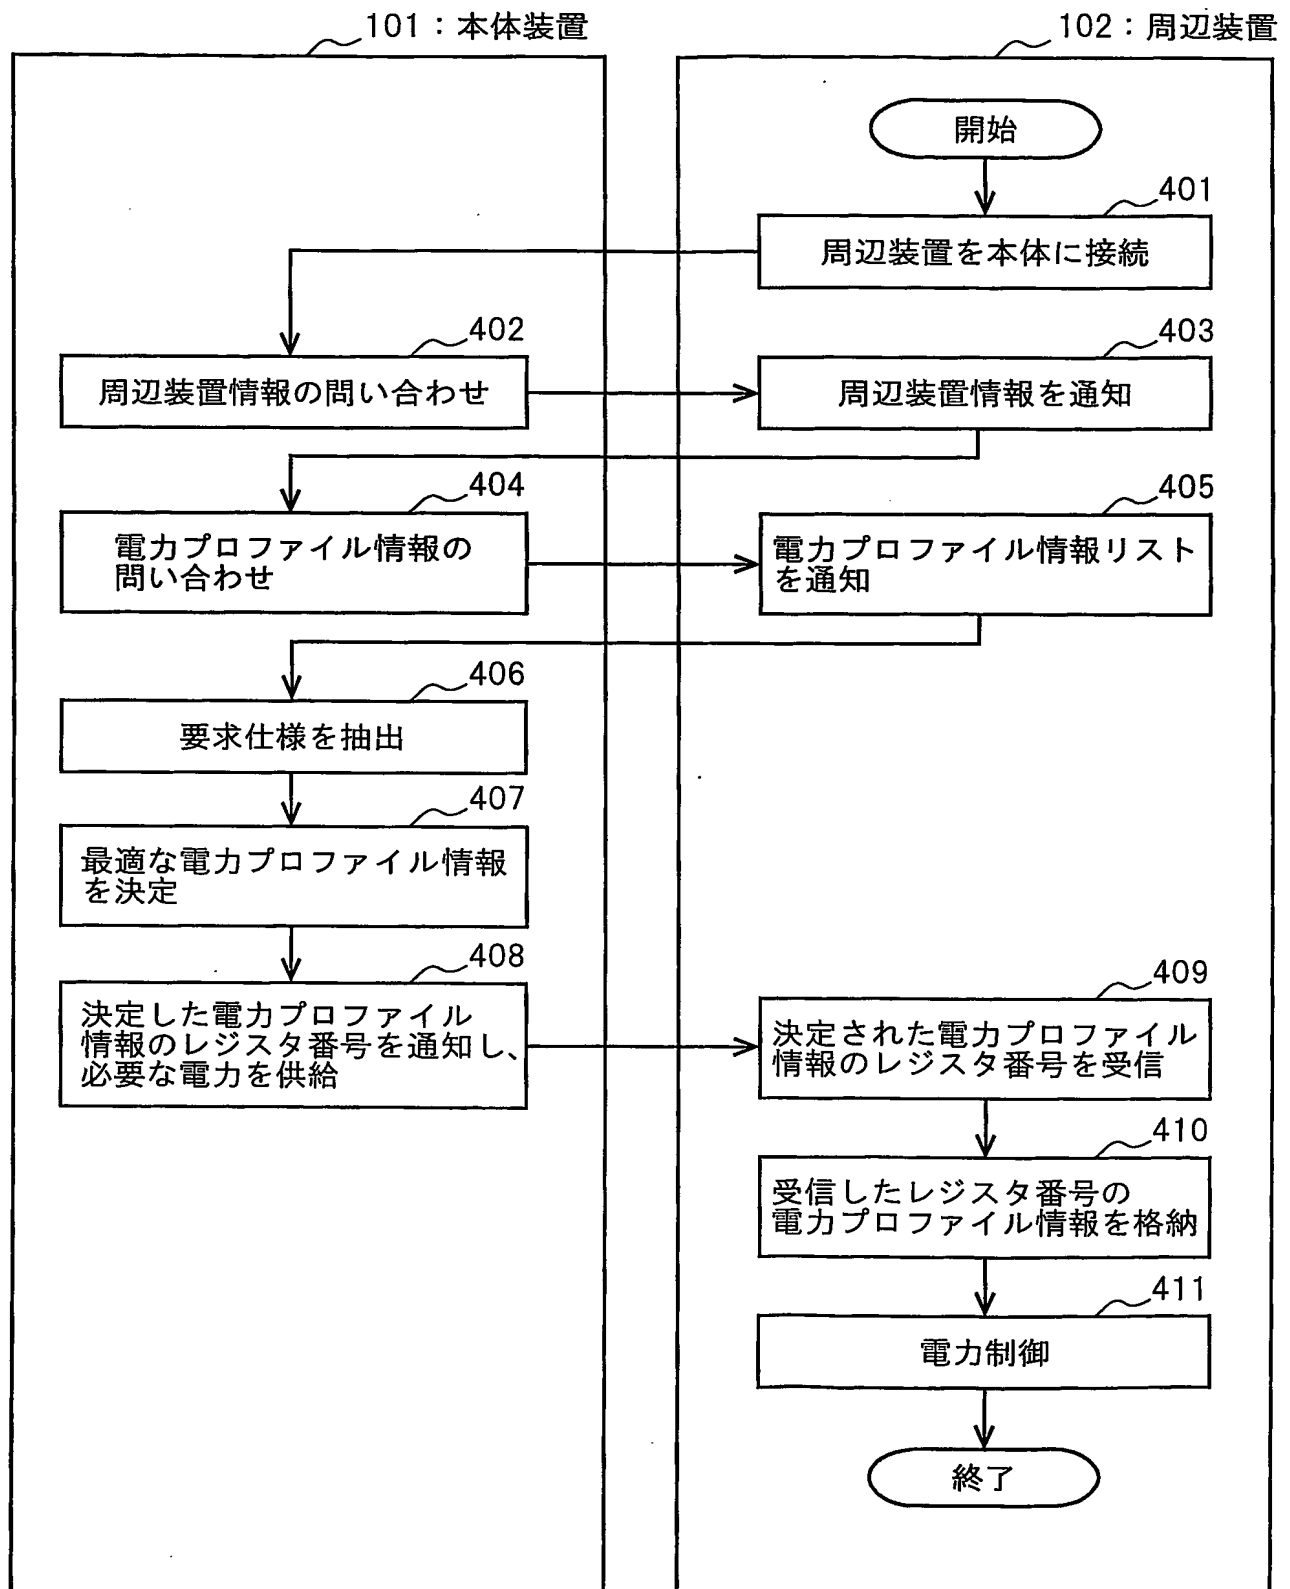 101：本体装置
102：周辺装置
開始
401
周辺装置を本体に接続
402
周辺装置情報の問い合わせ
403
周辺装置情報を通知
404
電力プロファイル情報の
問い合わせ
405
電力プロファイル情報リスト
を通知
406
要求仕様を抽出
407
最適な電力プロファイル情報
を決定
408
決定した電力プロファイル
情報のレジスタ番号を通知し、
必要な電力を供給
409
決定された電力プロファイル
情報のレジスタ番号を受信
410
受信したレジスタ番号の
電力プロファイル情報を格納
411
電力制御
終了